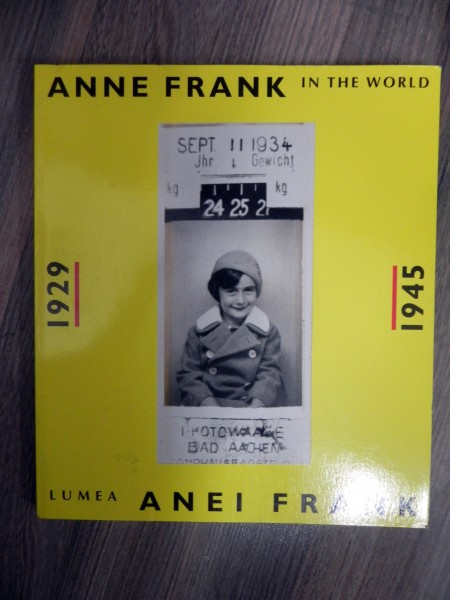 ANNE FRANK IN THE WORLD
SEPT 11 1934
Jhr Gewicht
kg kg
24 25 2
1929
1945
FOTOWAAGE
BAD AACHEN
LUMEA ANEI FRANK